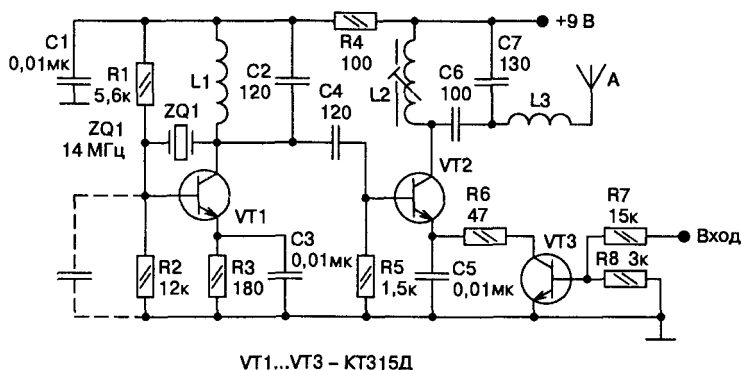 C1
0,01мк
R1
5,6к
ZQ1
ZQ1
14 МГц
L1
C2
120
R4
100
C4
120
L2
C6
100
C7
130
+9 В
L3
A
VT1
VT2
R6
47
VT3
R7
15к
Вход
R8 3к
R2
12к
R3
180
C3
0,01мк
R5
1,5к
C5
0,01мк
VT1...VT3 – КТ315Д